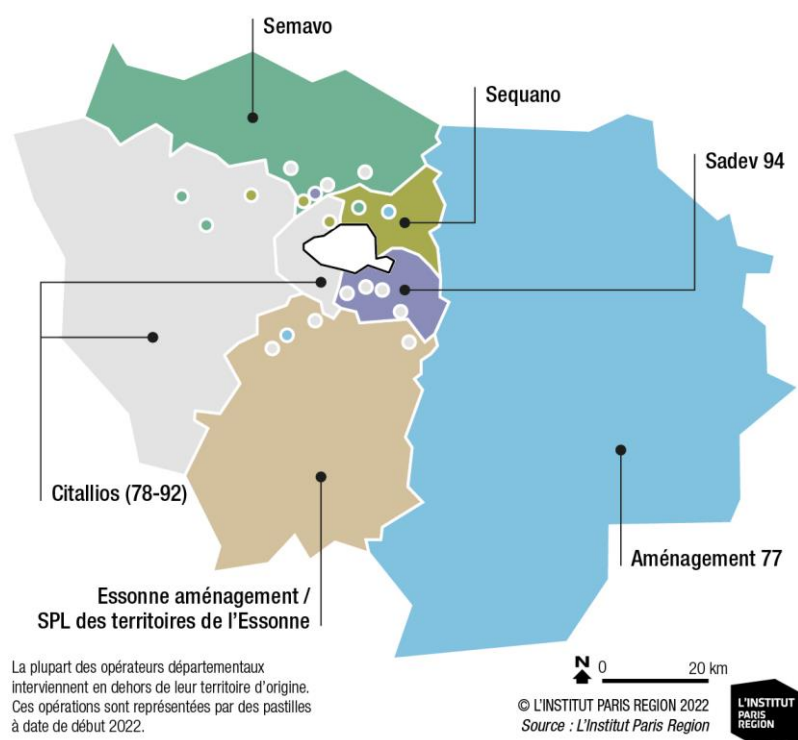 Semavo
Sequano
Sadev 94
Citallios (78-92)
Aménagement 77
Essonne aménagement /
SPL des territoires de l'Essonne
La plupart des opérateurs départementaux
interviennent en dehors de leur territoire d'origine.
Ces opérations sont représentées par des pastilles
à date de début 2022.
N 0 20 km
© L'INSTITUT PARIS REGION 2022
Source : L'Institut Paris Region
L'INSTITUT
PARIS
REGION